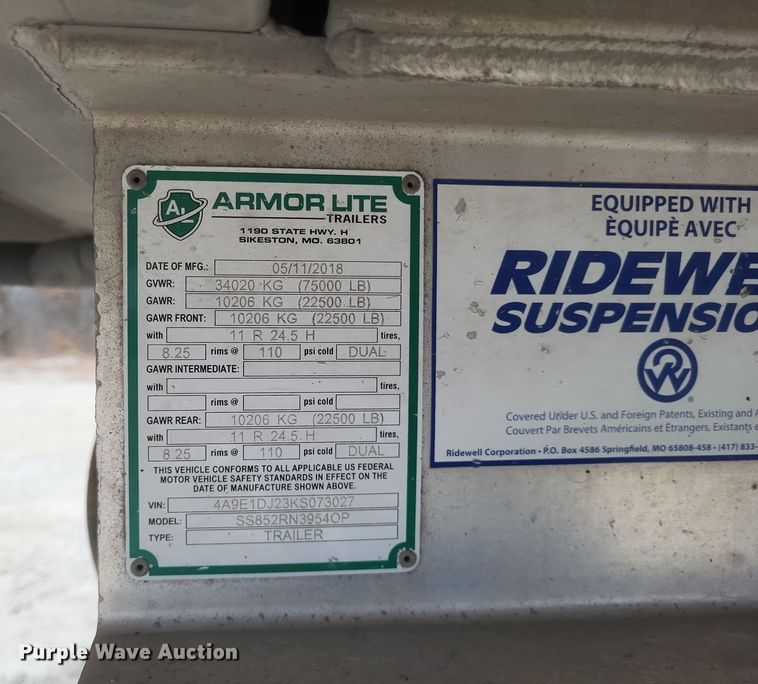 AL
ARMOR LITE
TRAILERS
1190 STATE HWY. H
SIKESTON, MO. 63801
DATE OF MFG.: 05/11/2018
GVWR: 34020 KG (75000 LB)
GAWR: 10206 KG (22500 LB)
GAWR FRONT: 10206 KG (22500 LB)
with 11 R 24.5 H tires,
8.25 rims @ 110 psi cold DUAL
GAWR INTERMEDIATE:
with tires,
rims @ psi cold
GAWR REAR: 10206 KG (22500 LB)
with 11 R 24.5 H tires,
8.25 rims @ 110 psi cold DUAL
THIS VEHICLE CONFORMS TO ALL APPLICABLE US FEDERAL
MOTOR VEHICLE SAFETY STANDARDS IN EFFECT ON THE
DATE OF MANUFACTURE SHOWN ABOVE.
VIN: 4A9E1DJ23KS073027
MODEL: SS852RN3954OP
TYPE: TRAILER
EQUIPPED WITH
ÈQUIPÈ AVEC
RIDEWE
SUSPENSIO
®
Covered Under U.S. and Foreign Patents, Existing and
Couvert Par Brevets Américains et Étrangers, Existants
Ridewell Corporation • P.O. Box 4586 Springfield, MO 65808-458 • (417) 833-
Purple Wave Auction